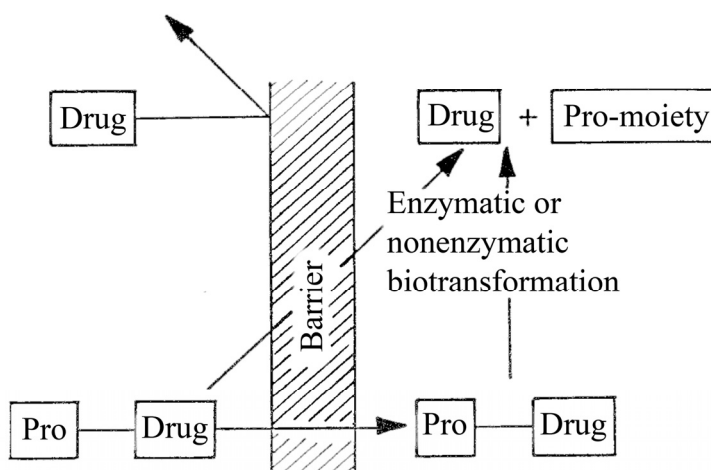 Drug
Drug + Pro-moiety
Enzymatic or
nonenzymatic
biotransformation
Barrier
Pro Drug
Pro Drug